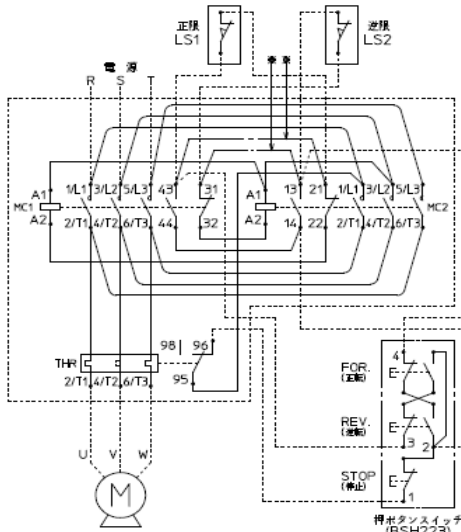 正限
LS1
逆限
LS2
電源
R S T
※ ※
A1 1/L1 3/L2 5/L3 43 31 A1 13 21 1/L1 3/L2 5/L3
MC1 MC2
A2 2/T1 4/T2 6/T3 44 32 A2 14 22 2/T1 4/T2 6/T3
98 96
THR
95
2/T1 4/T2 6/T3
4
FOR.
(正転)
REV.
(逆転)
3 2
U V W
STOP
(停止)
1
M
押ボタンスイッチ
(BSH223)